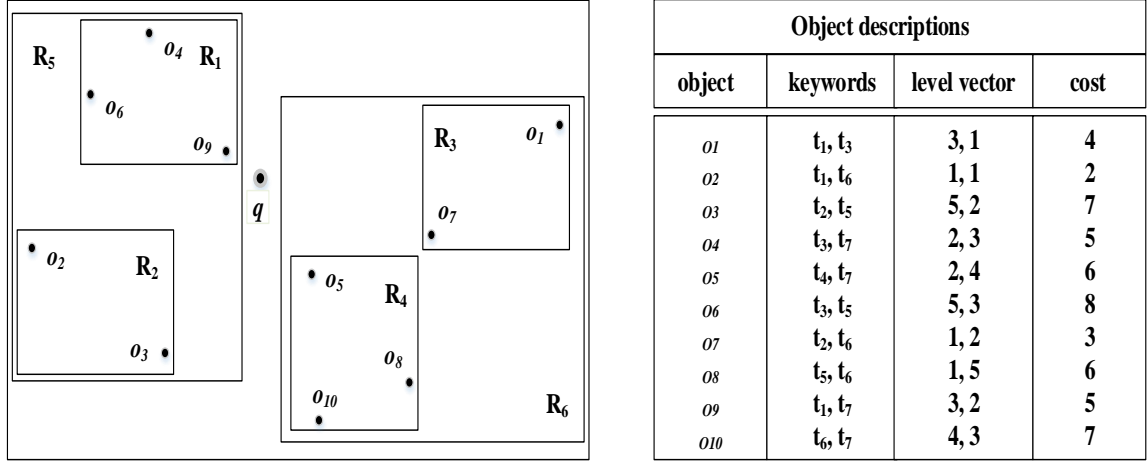 R5
o4
R1
o6
o9
q
R3
o1
o7
o2
R2
o3
o5
R4
o8
o10
R6
Object descriptions
object keywords level vector cost
o1 t1, t3 3, 1 4
o2 t1, t6 1, 1 2
o3 t2, t5 5, 2 7
o4 t3, t7 2, 3 5
o5 t4, t7 2, 4 6
o6 t3, t5 5, 3 8
o7 t2, t6 1, 2 3
o8 t5, t6 1, 5 6
o9 t1, t7 3, 2 5
o10 t6, t7 4, 3 7